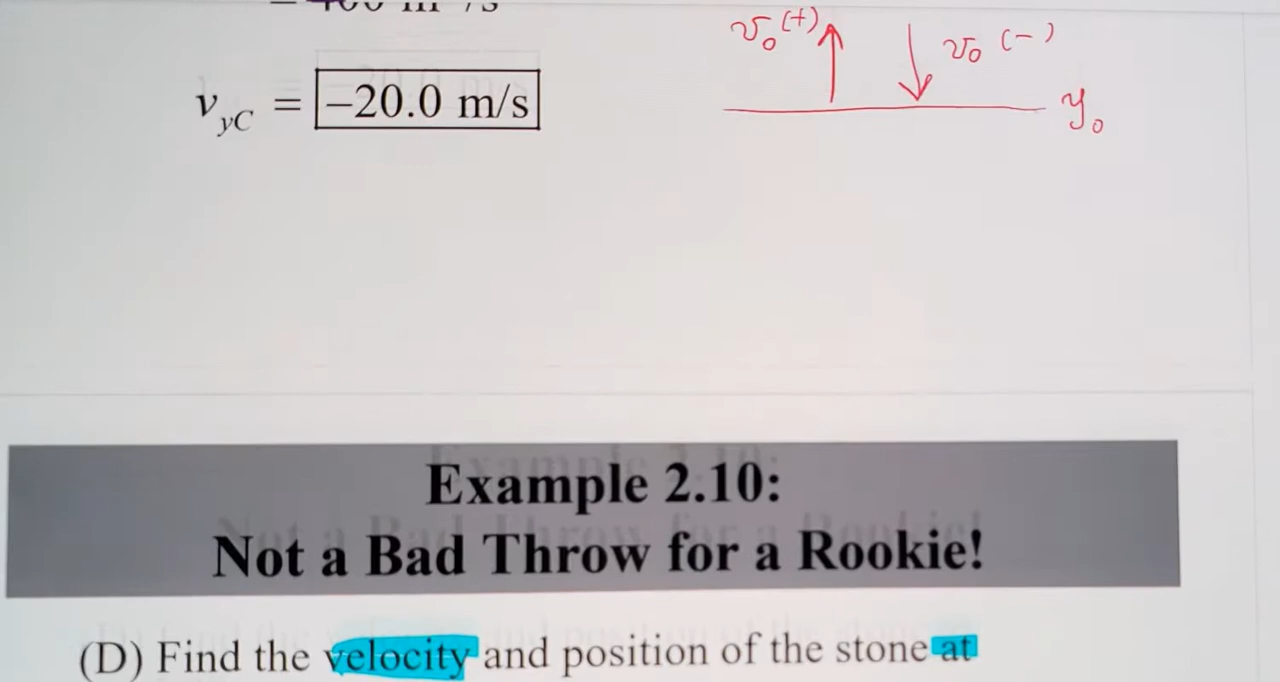 v₀ (+) v₀ (-)
v_yC = –20.0 m/s
y₀
Example 2.10:
Not a Bad Throw for a Rookie!
(D) Find the velocity and position of the stone at